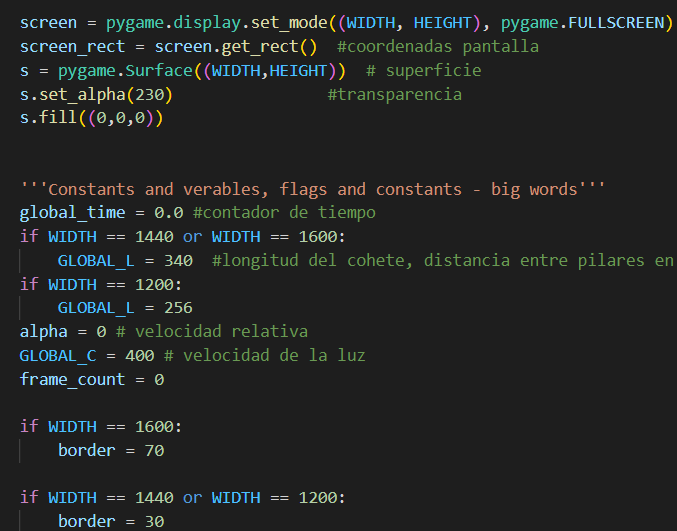 screen = pygame.display.set_mode((WIDTH, HEIGHT), pygame.FULLSCREEN)
screen_rect = screen.get_rect()  #coordenadas pantalla
s = pygame.Surface((WIDTH,HEIGHT))  # superficie
s.set_alpha(230)                #transparencia
s.fill((0,0,0))
'''Constants and verables, flags and constants - big words'''
global_time = 0.0 #contador de tiempo
if WIDTH == 1440 or WIDTH == 1600:
    GLOBAL_L = 340  #longitud del cohete, distancia entre pilares en
if WIDTH == 1200:
    GLOBAL_L = 256
alpha = 0 # velocidad relativa
GLOBAL_C = 400 # velocidad de la luz
frame_count = 0
if WIDTH == 1600:
    border = 70
if WIDTH == 1440 or WIDTH == 1200:
    border = 30